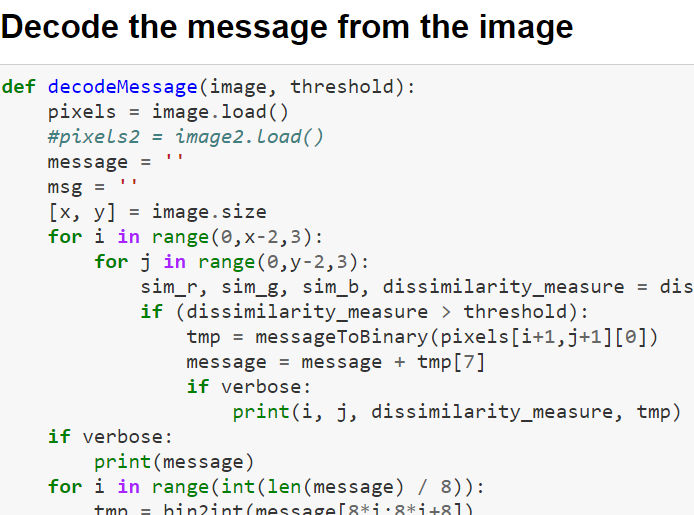 Decode the message from the image
def decodeMessage(image, threshold):
    pixels = image.load()
    #pixels2 = image2.load()
    message = ''
    msg = ''
    [x, y] = image.size
    for i in range(0,x-2,3):
        for j in range(0,y-2,3):
            sim_r, sim_g, sim_b, dissimilarity_measure = dis
            if (dissimilarity_measure > threshold):
                tmp = messageToBinary(pixels[i+1,j+1][0])
                message = message + tmp[7]
                if verbose:
                    print(i, j, dissimilarity_measure, tmp)
    if verbose:
        print(message)
    for i in range(int(len(message) / 8)):
        tmp = bin2int(message[8*i:8*i+8])